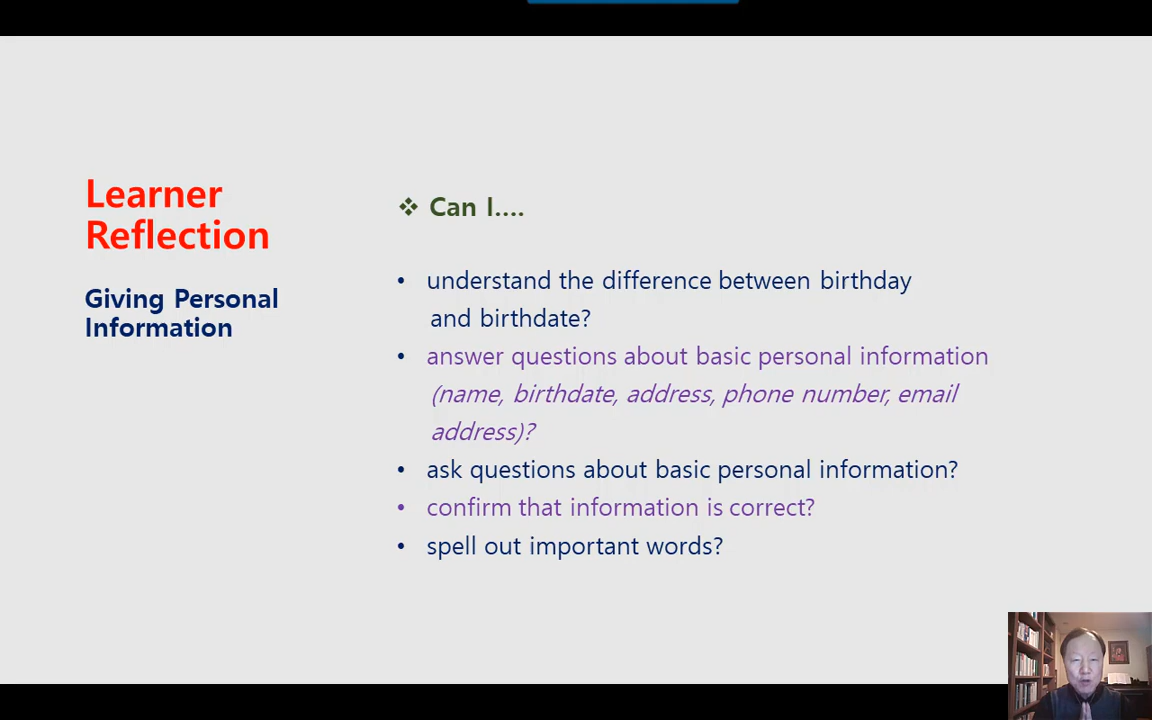 Learner
Reflection
Giving Personal
Information
❖ Can I....
• understand the difference between birthday
and birthdate?
• answer questions about basic personal information
(name, birthdate, address, phone number, email
address)?
• ask questions about basic personal information?
• confirm that information is correct?
• spell out important words?